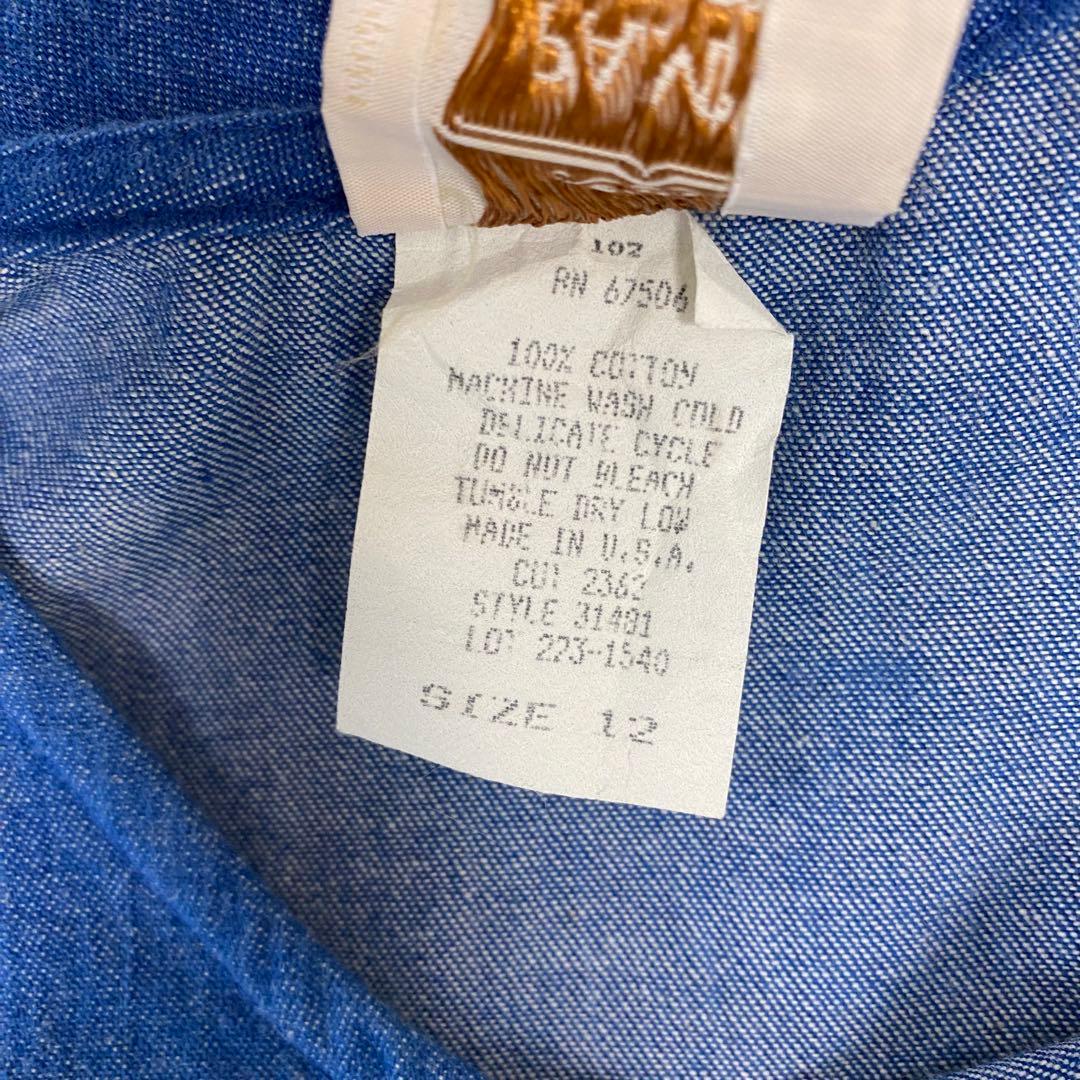 102
RN 67506
100% COTTON
MACHINE WASH COLD
DELICATE CYCLE
DO NOT BLEACH
TUMBLE DRY LOW
MADE IN U.S.A.
CUT 2362
STYLE 31401
LOT 223-1540
SIZE 12